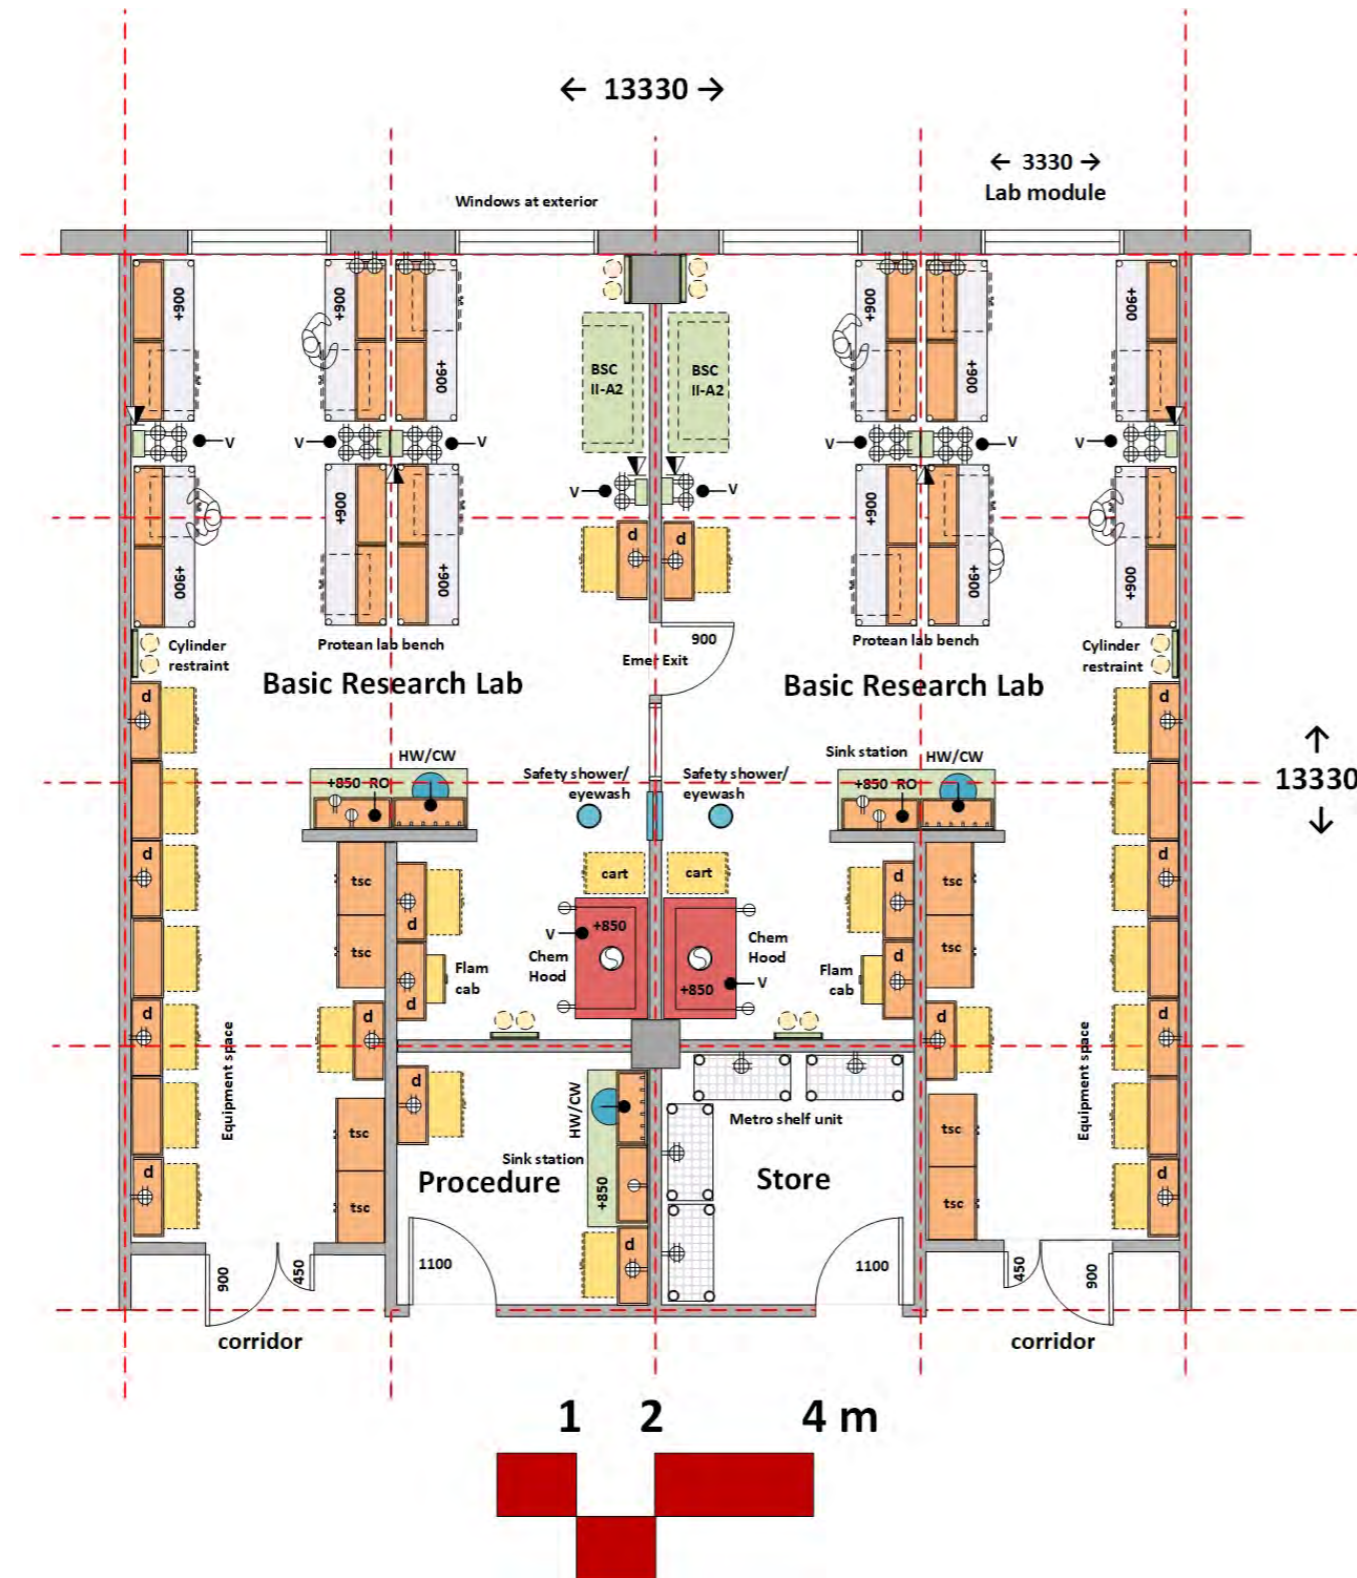 ← 13330 →
← 3330 →
Lab module
Windows at exterior
+900
+900
+900
+900
+900
+900
BSC
II-A2
BSC
II-A2
V
V
V
V
V
V
V
V
+900
+900
+900
+900
+900
+900
d
d
900
Emer Exit
Cylinder
restraint
Protean lab bench
Protean lab bench
Cylinder
restraint
Basic Research Lab
Basic Research Lab
d
d
HW/CW
+850 RO
Safety shower/
eyewash
Safety shower/
eyewash
Sink station
HW/CW
+850 RO
↑
13330
↓
d
tsc
tsc
d
d
cart
cart
d
d
tsc
tsc
d
V
+850
Chem
Hood
Chem
Hood
+850
V
Flam
cab
Flam
cab
d
d
d
d
Equipment space
Equipment space
d
HW/CW
Metro shelf unit
tsc
tsc
tsc
tsc
Sink station
+850
Procedure
Store
d
d
d
900
450
1100
1100
450
900
corridor
corridor
1
2
4 m